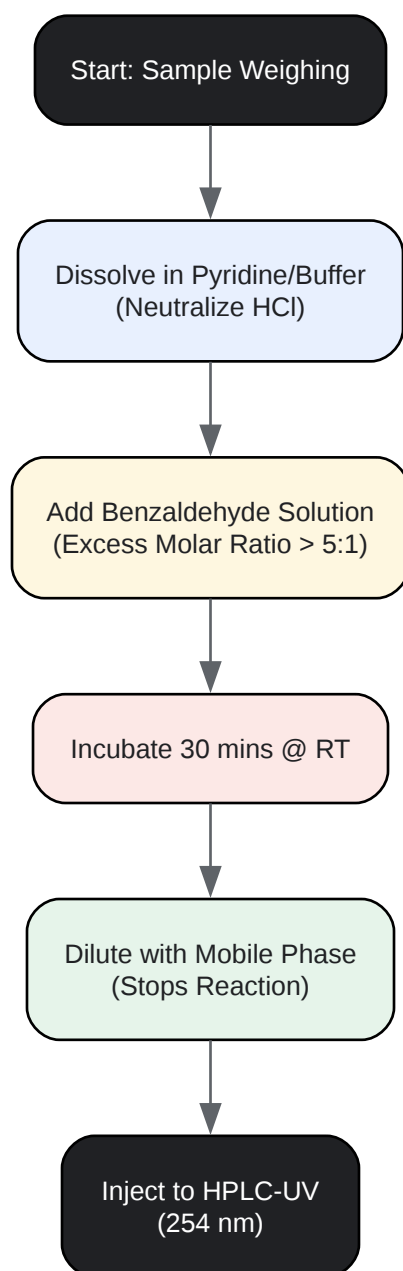 Start: Sample Weighing
Dissolve in Pyridine/Buffer
(Neutralize HCl)
Add Benzaldehyde Solution
(Excess Molar Ratio > 5:1)
Incubate 30 mins @ RT
Dilute with Mobile Phase
(Stops Reaction)
Inject to HPLC-UV
(254 nm)